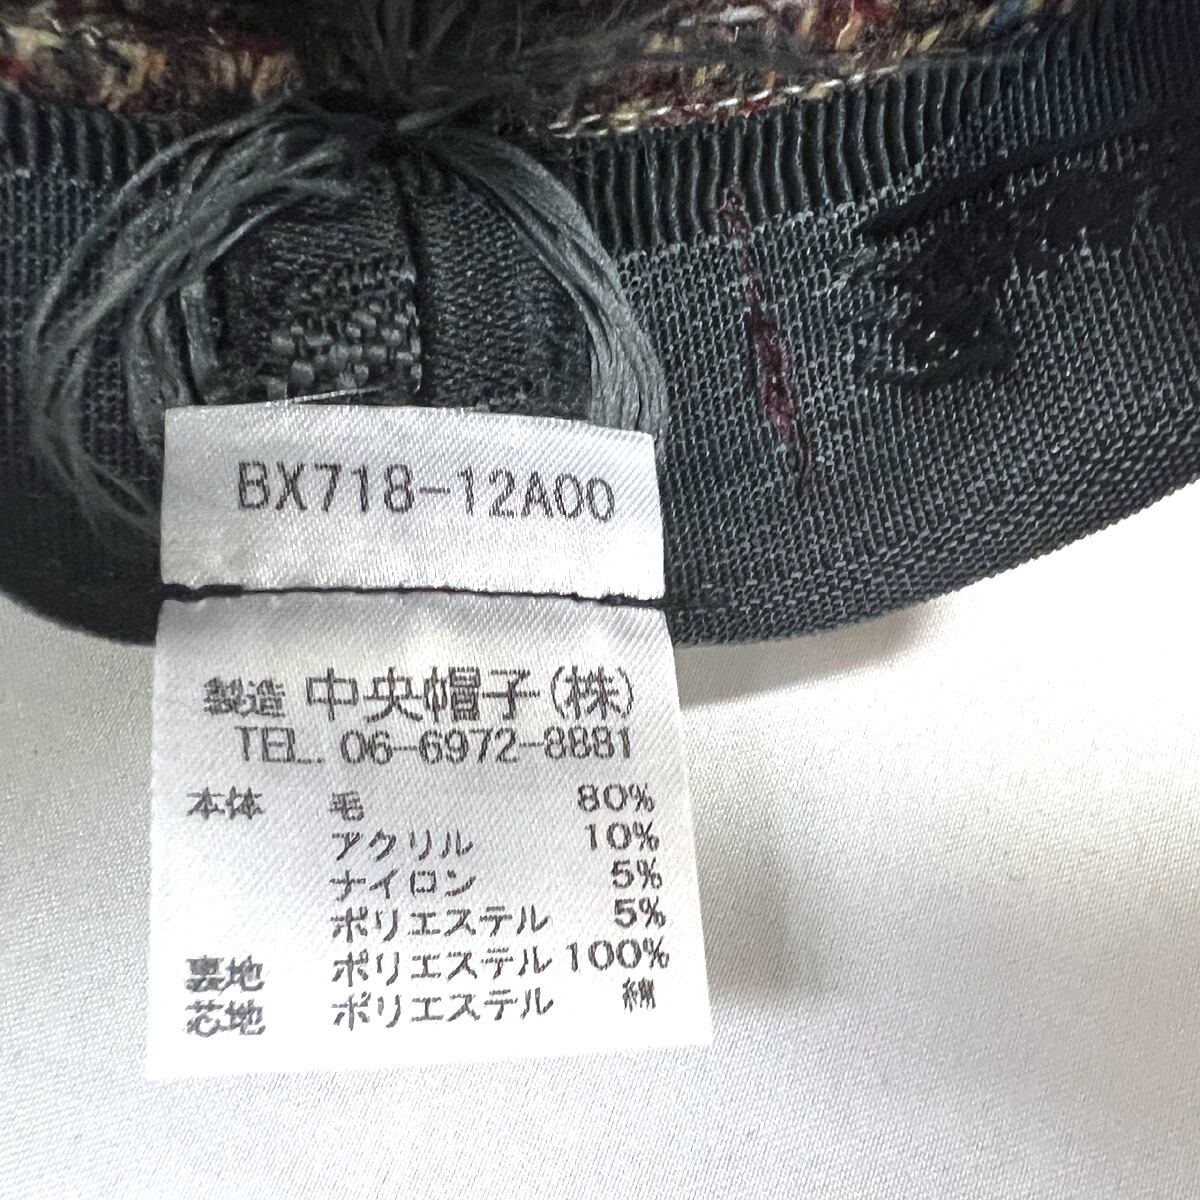 BX718-12A00
製造 中央帽子(株)
TEL. 06-6972-8881
本体 毛 80%
アクリル 10%
ナイロン 5%
ポリエステル 5%
裏地 ポリエステル 100%
芯地 ポリエステル 綿